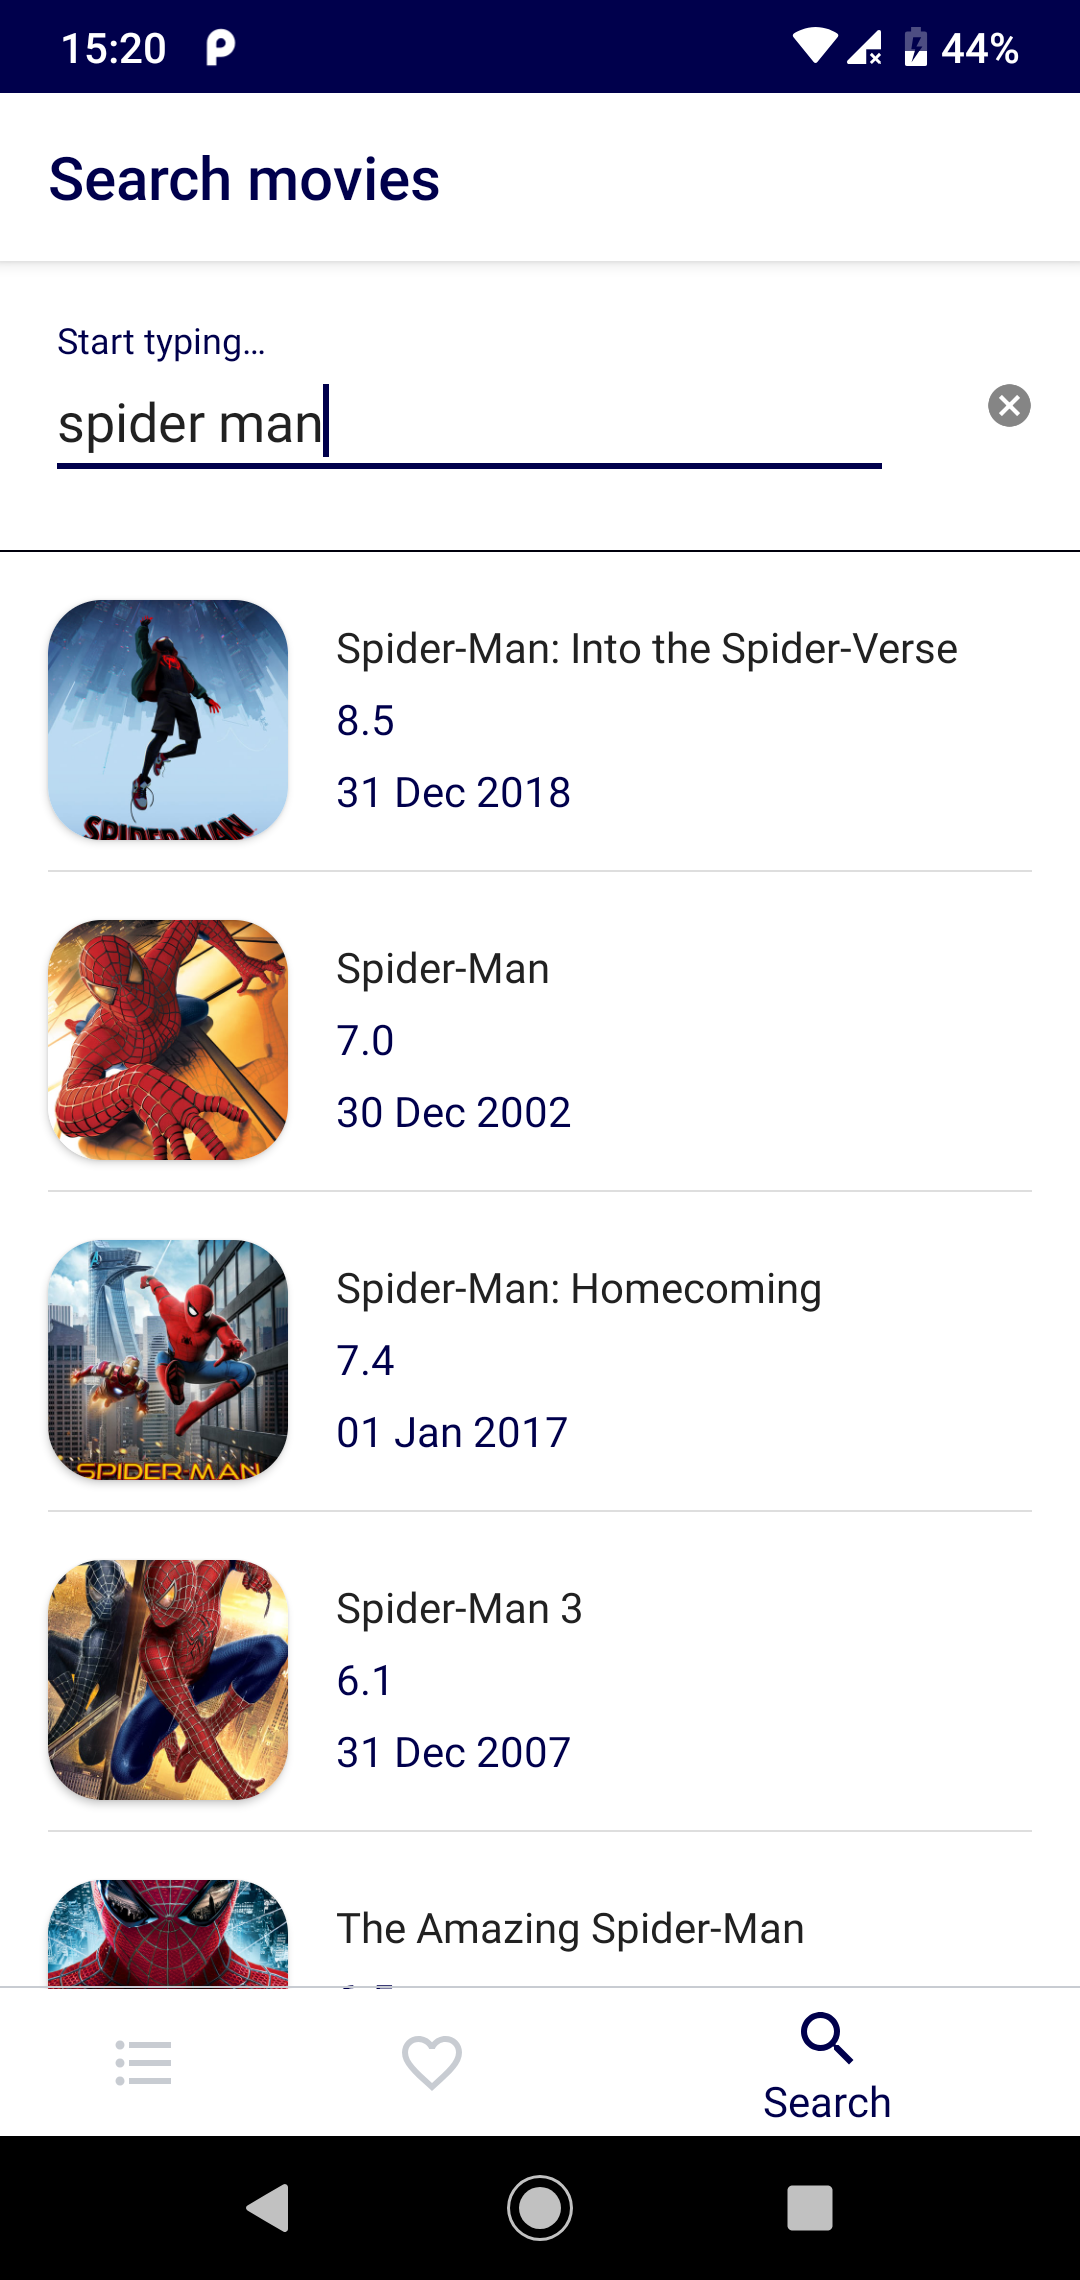 15:20 44%
Search movies
Start typing...
spider man
Spider-Man: Into the Spider-Verse
8.5
31 Dec 2018
SPIDER-MAN
Spider-Man
7.0
30 Dec 2002
Spider-Man: Homecoming
7.4
01 Jan 2017
SPIDER-MAN
Spider-Man 3
6.1
31 Dec 2007
The Amazing Spider-Man
Search